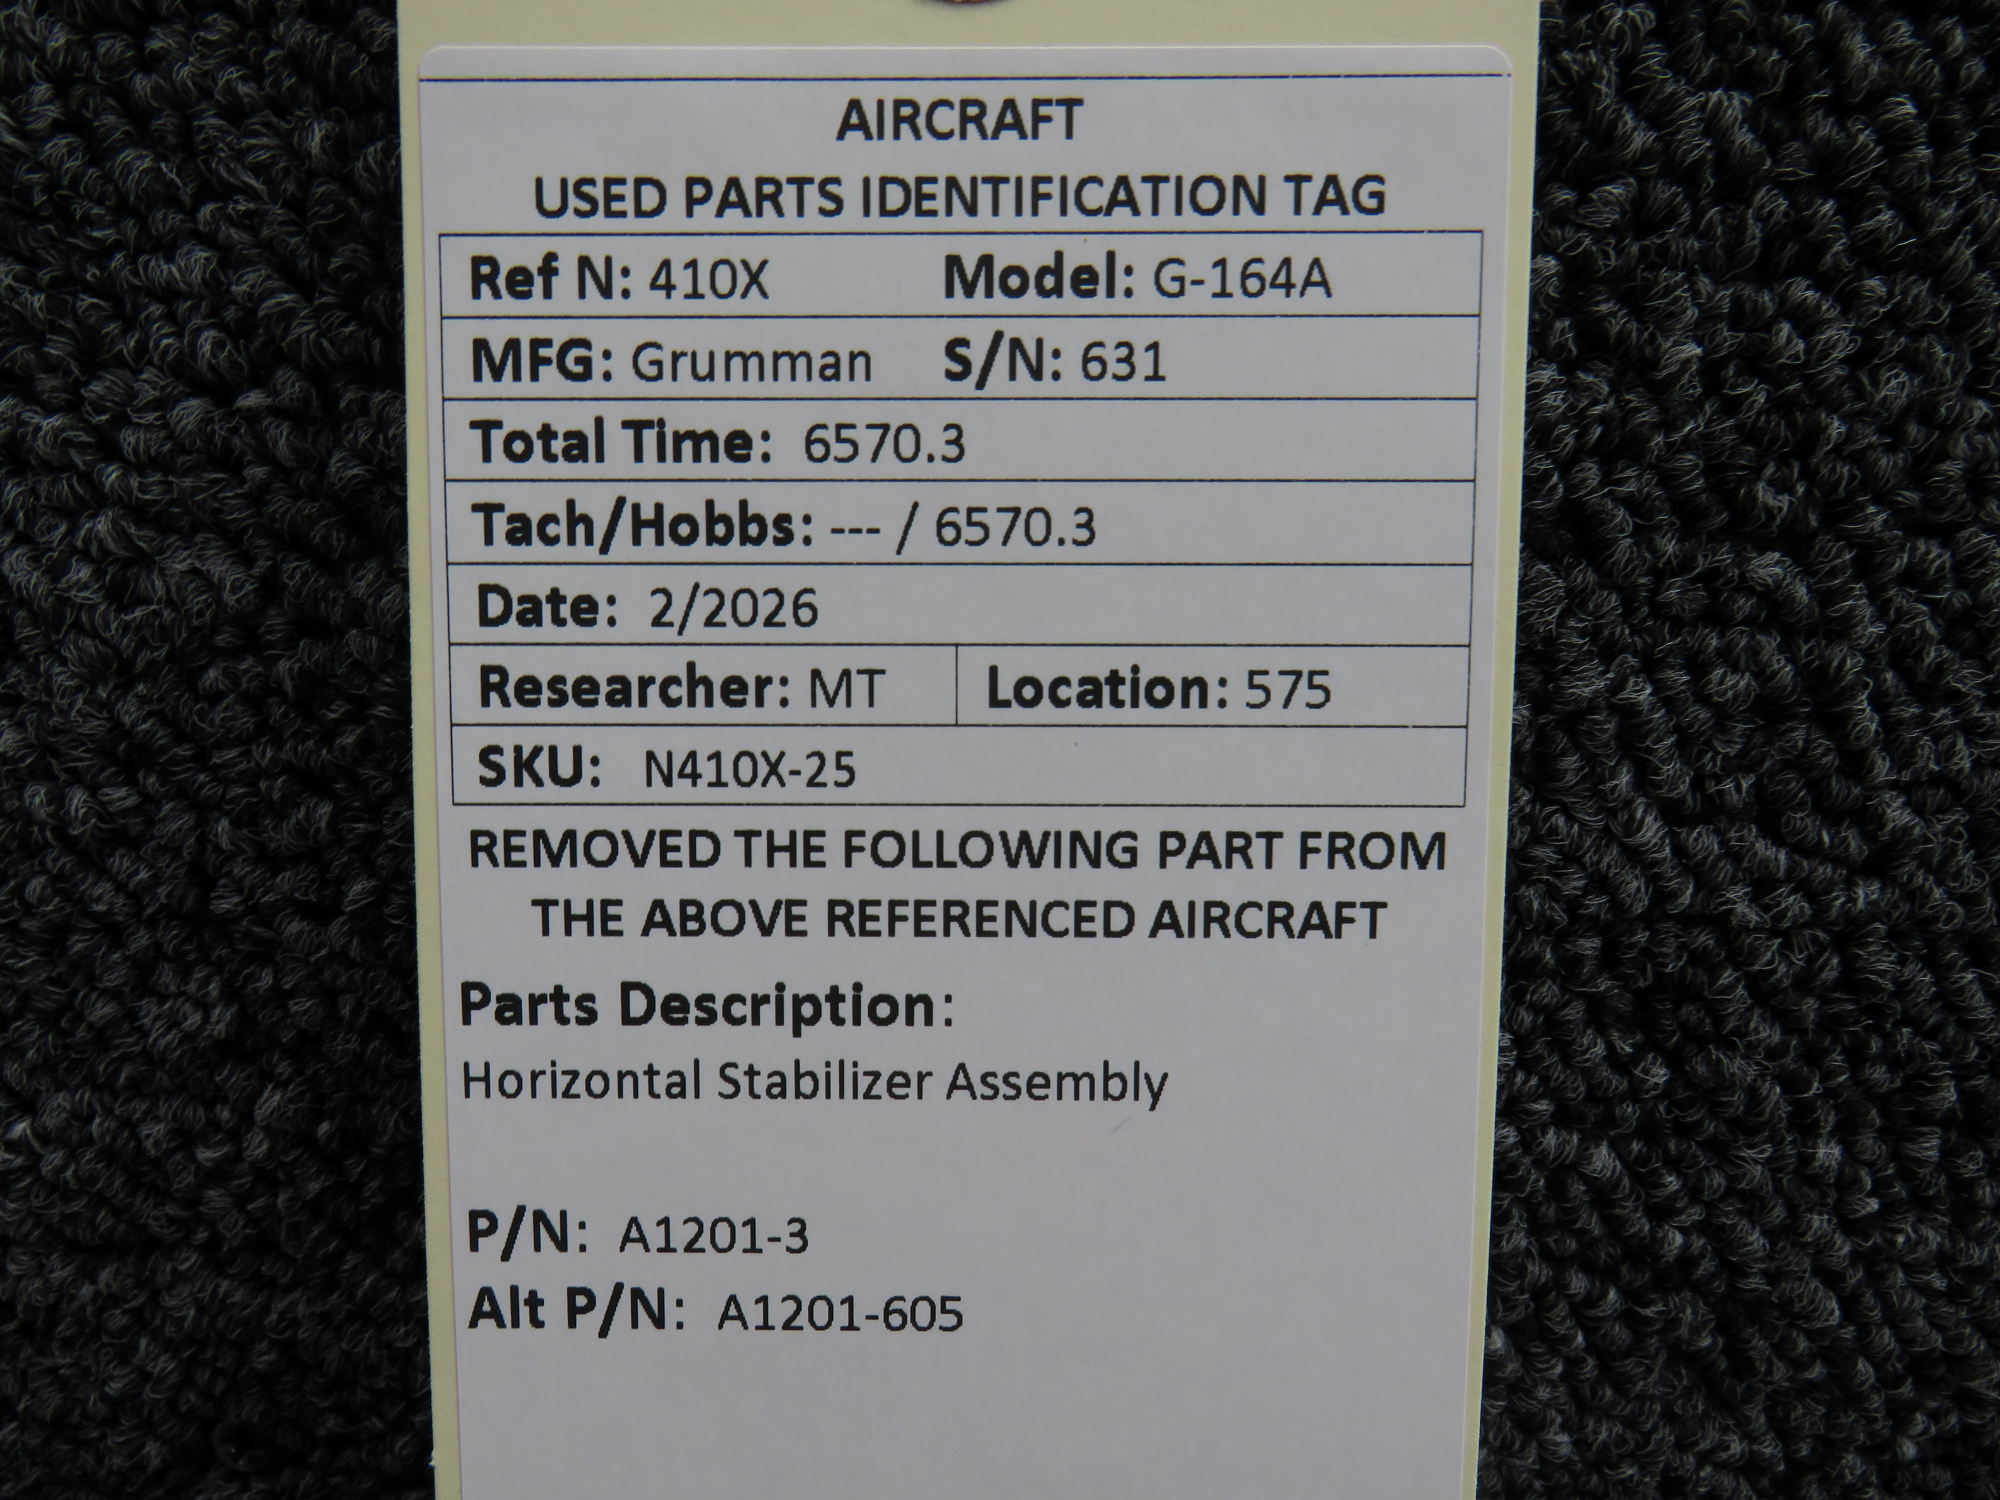 AIRCRAFT
USED PARTS IDENTIFICATION TAG
Ref N: 410X Model: G-164A
MFG: Grumman S/N: 631
Total Time: 6570.3
Tach/Hobbs: --- / 6570.3
Date: 2/2026
Researcher: MT Location: 575
SKU: N410X-25
REMOVED THE FOLLOWING PART FROM
THE ABOVE REFERENCED AIRCRAFT
Parts Description:
Horizontal Stabilizer Assembly
P/N: A1201-3
Alt P/N: A1201-605